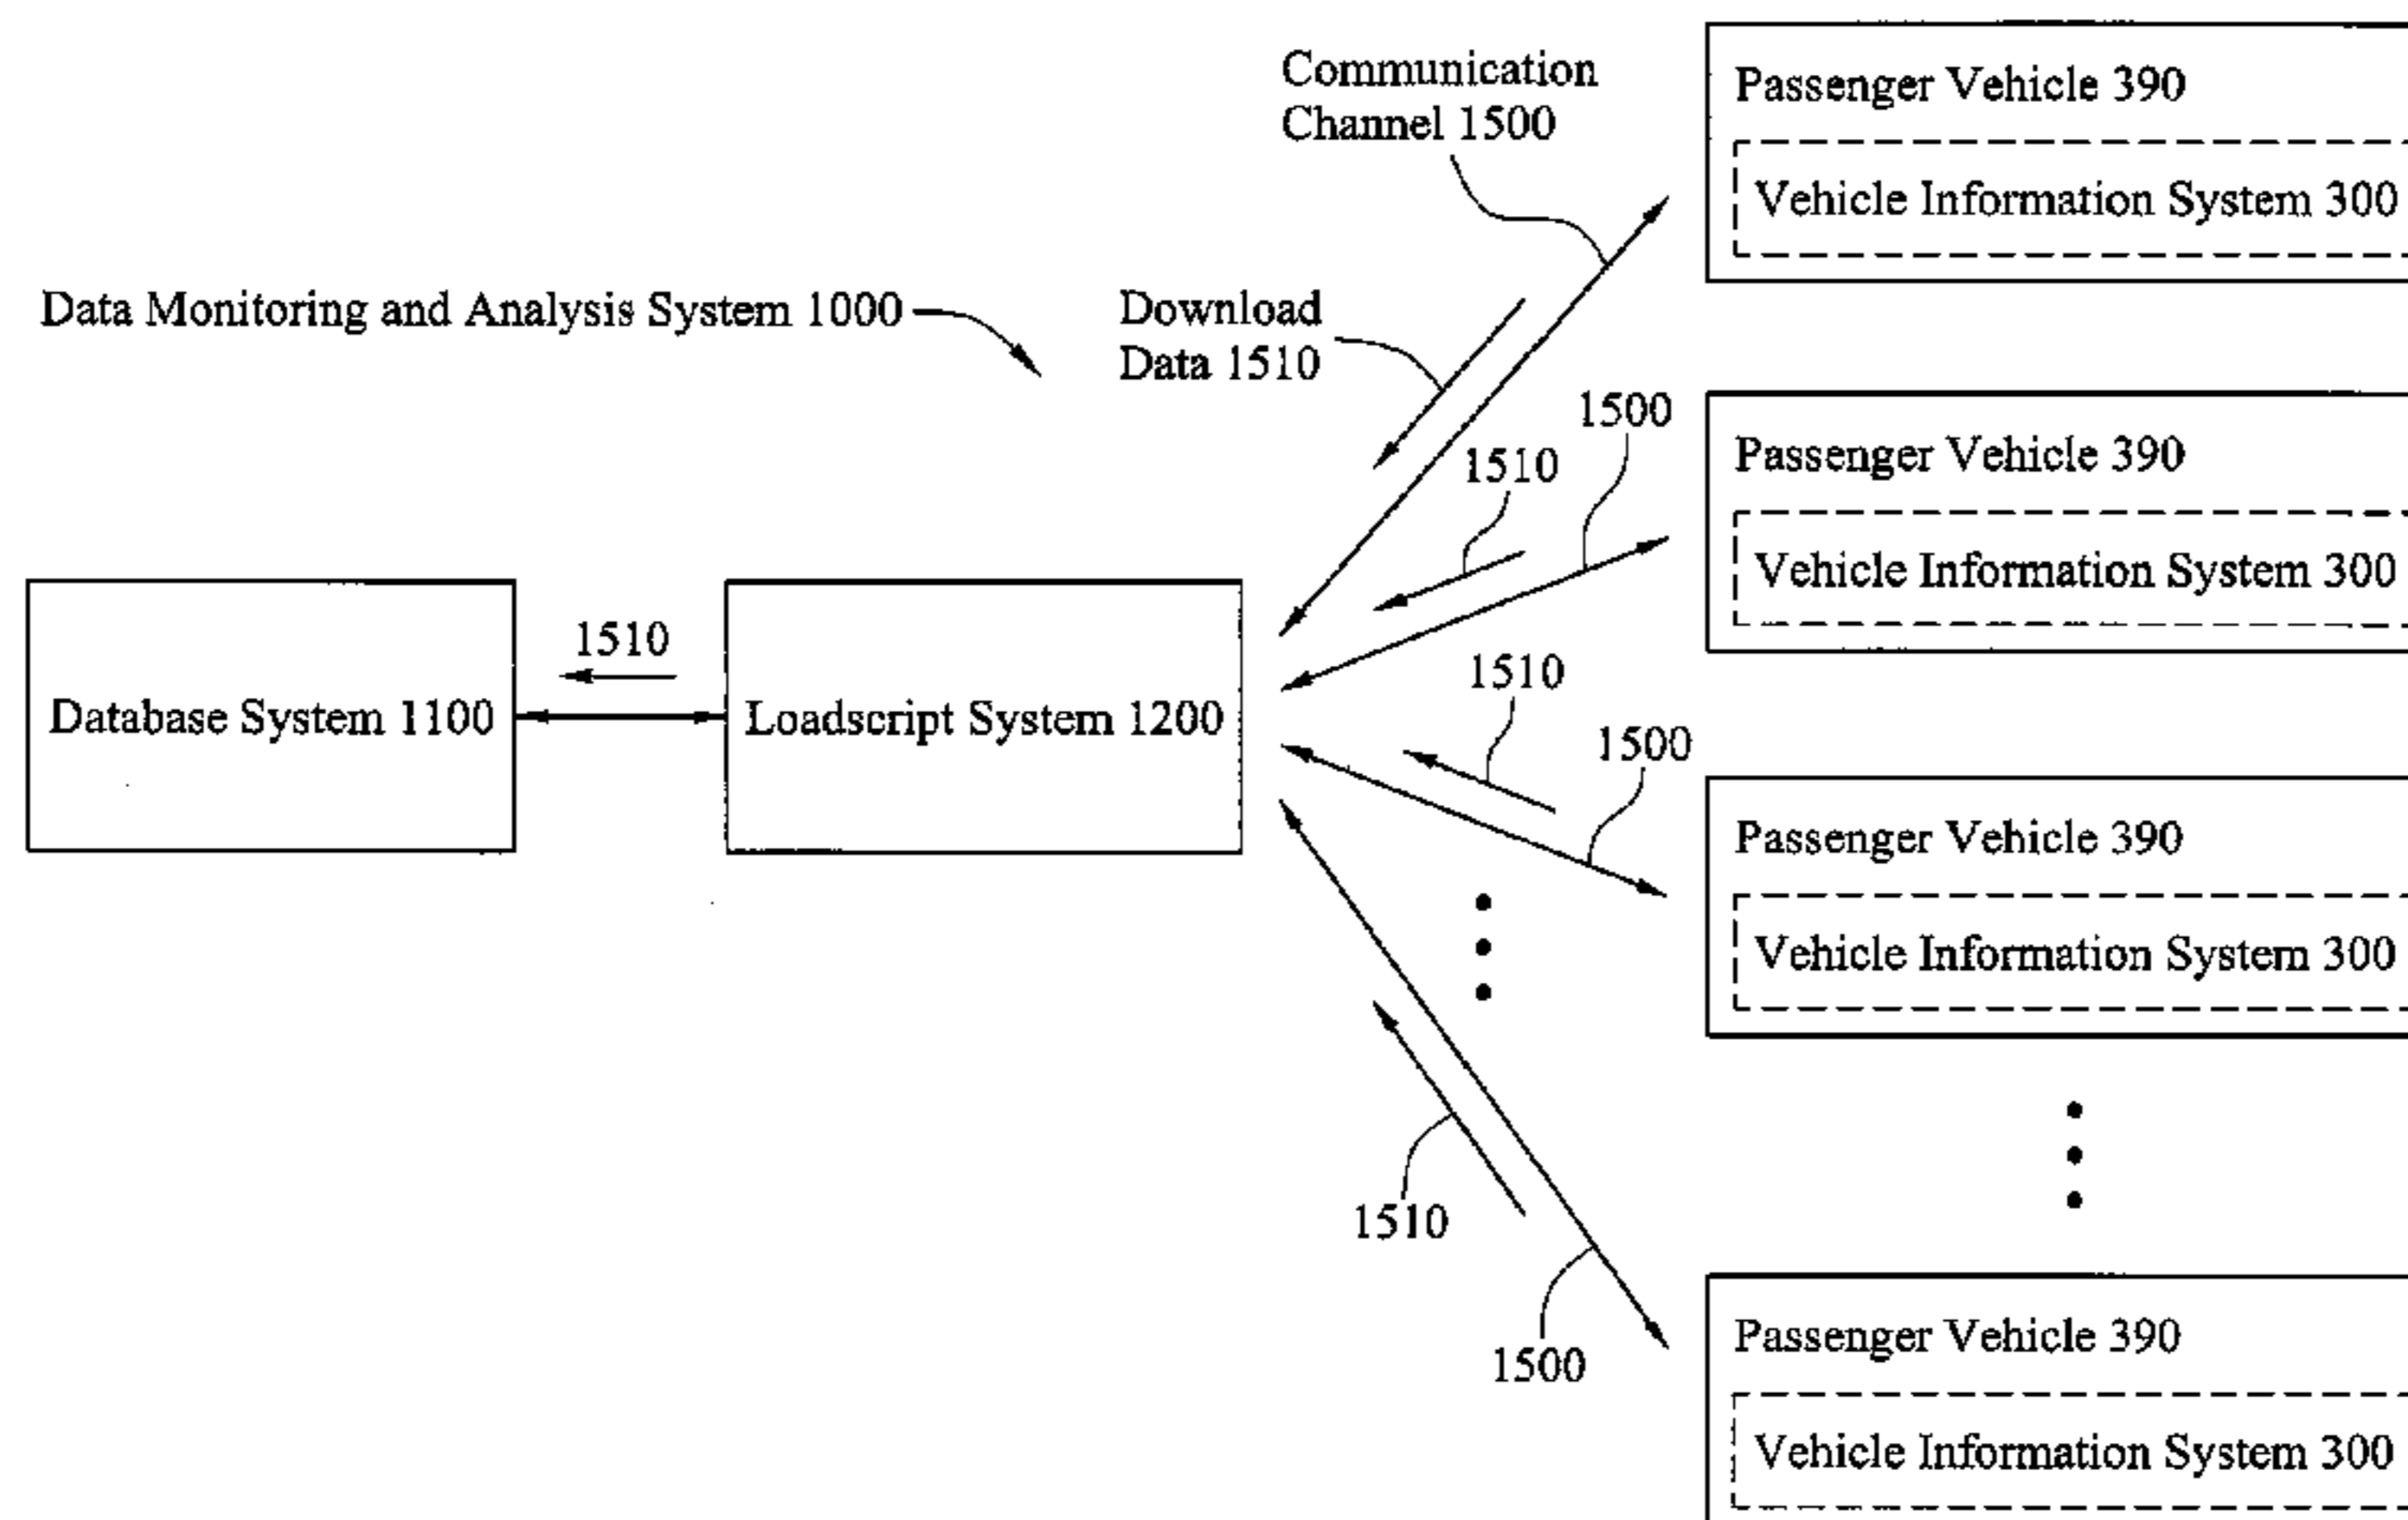 Communication
Channel 1500
Passenger Vehicle 390
Vehicle Information System 300
Data Monitoring and Analysis System 1000
Download
Data 1510
1500
1510
Passenger Vehicle 390
Vehicle Information System 300
1510
Database System 1100
Loadscript System 1200
1510
1500
Passenger Vehicle 390
Vehicle Information System 300
1510
1500
Passenger Vehicle 390
Vehicle Information System 300